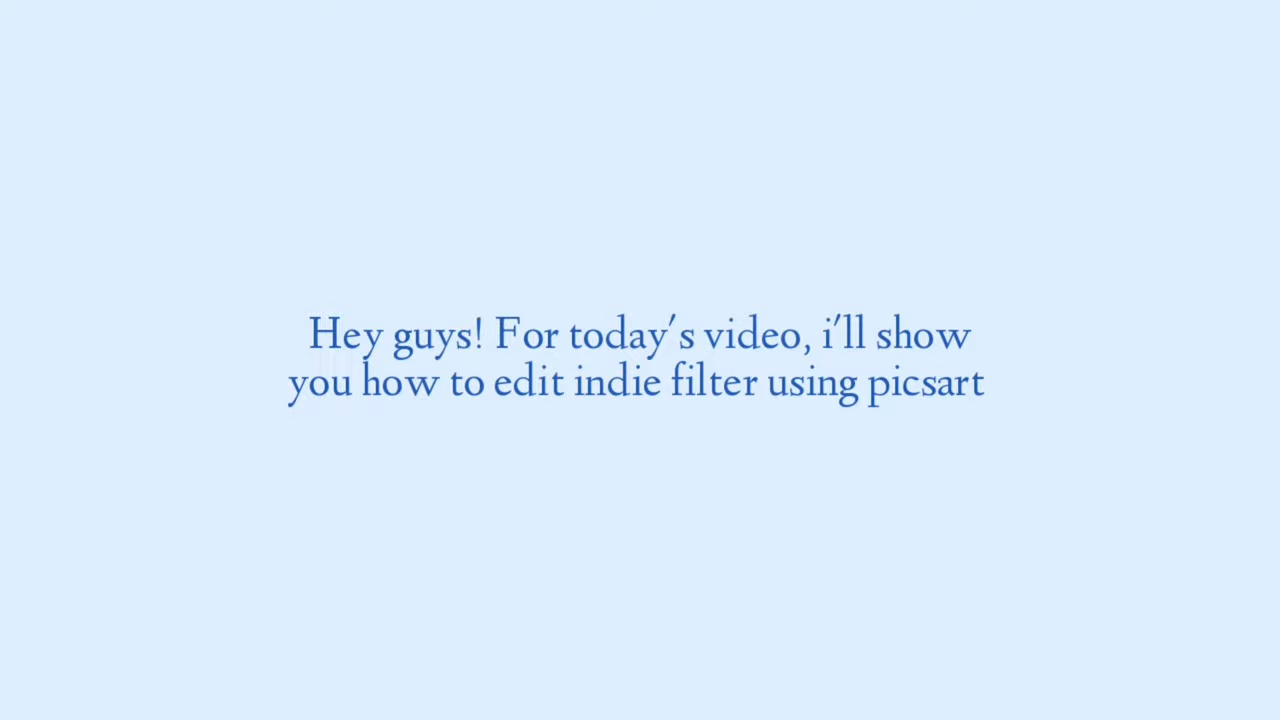 Hey guys! For today's video, i'll show
you how to edit indie filter using picsart